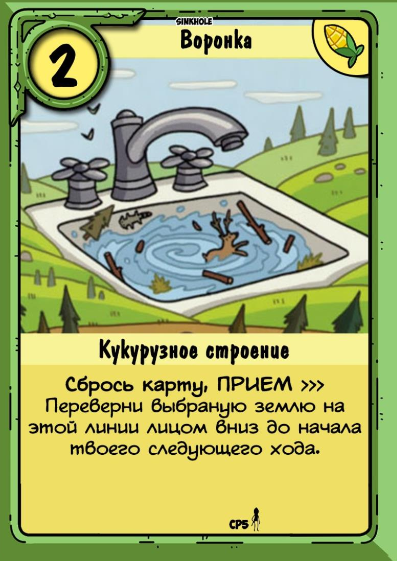 SINKHOLE
Воронка
2
Кукурузное строение
Сбрось карту, ПРИЕМ >>>
Переверни выбраную землю на
этой линии лицом вниз до начала
твоего следующего хода.
CP5